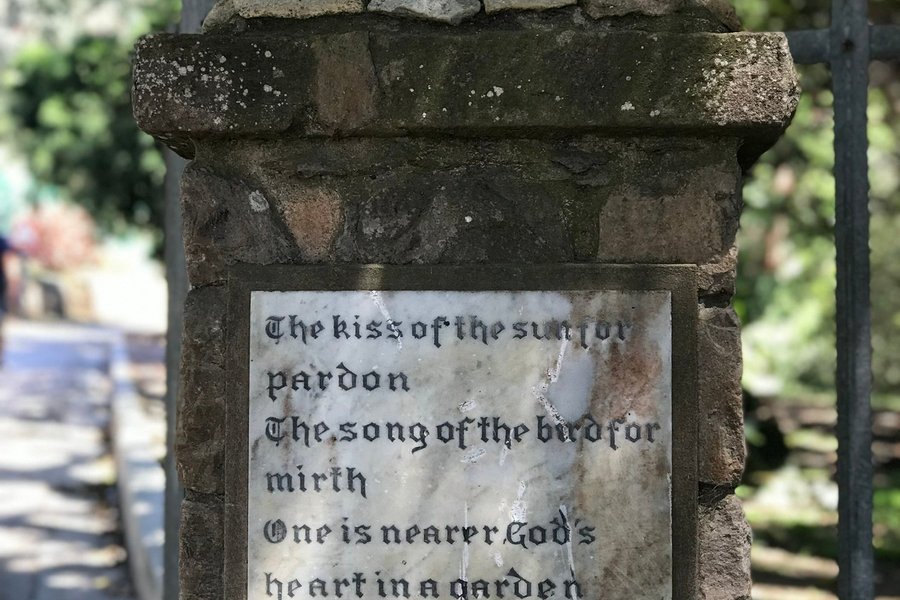 The kiss of the sun for
pardon
The song of the bird for
mirth
One is nearer God's
heart in a garden